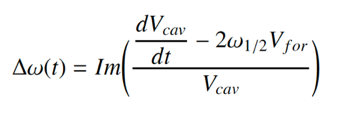 Δω(t) = Im( (dV_cav/dt − 2ω_{1/2}V_for) / V_cav )